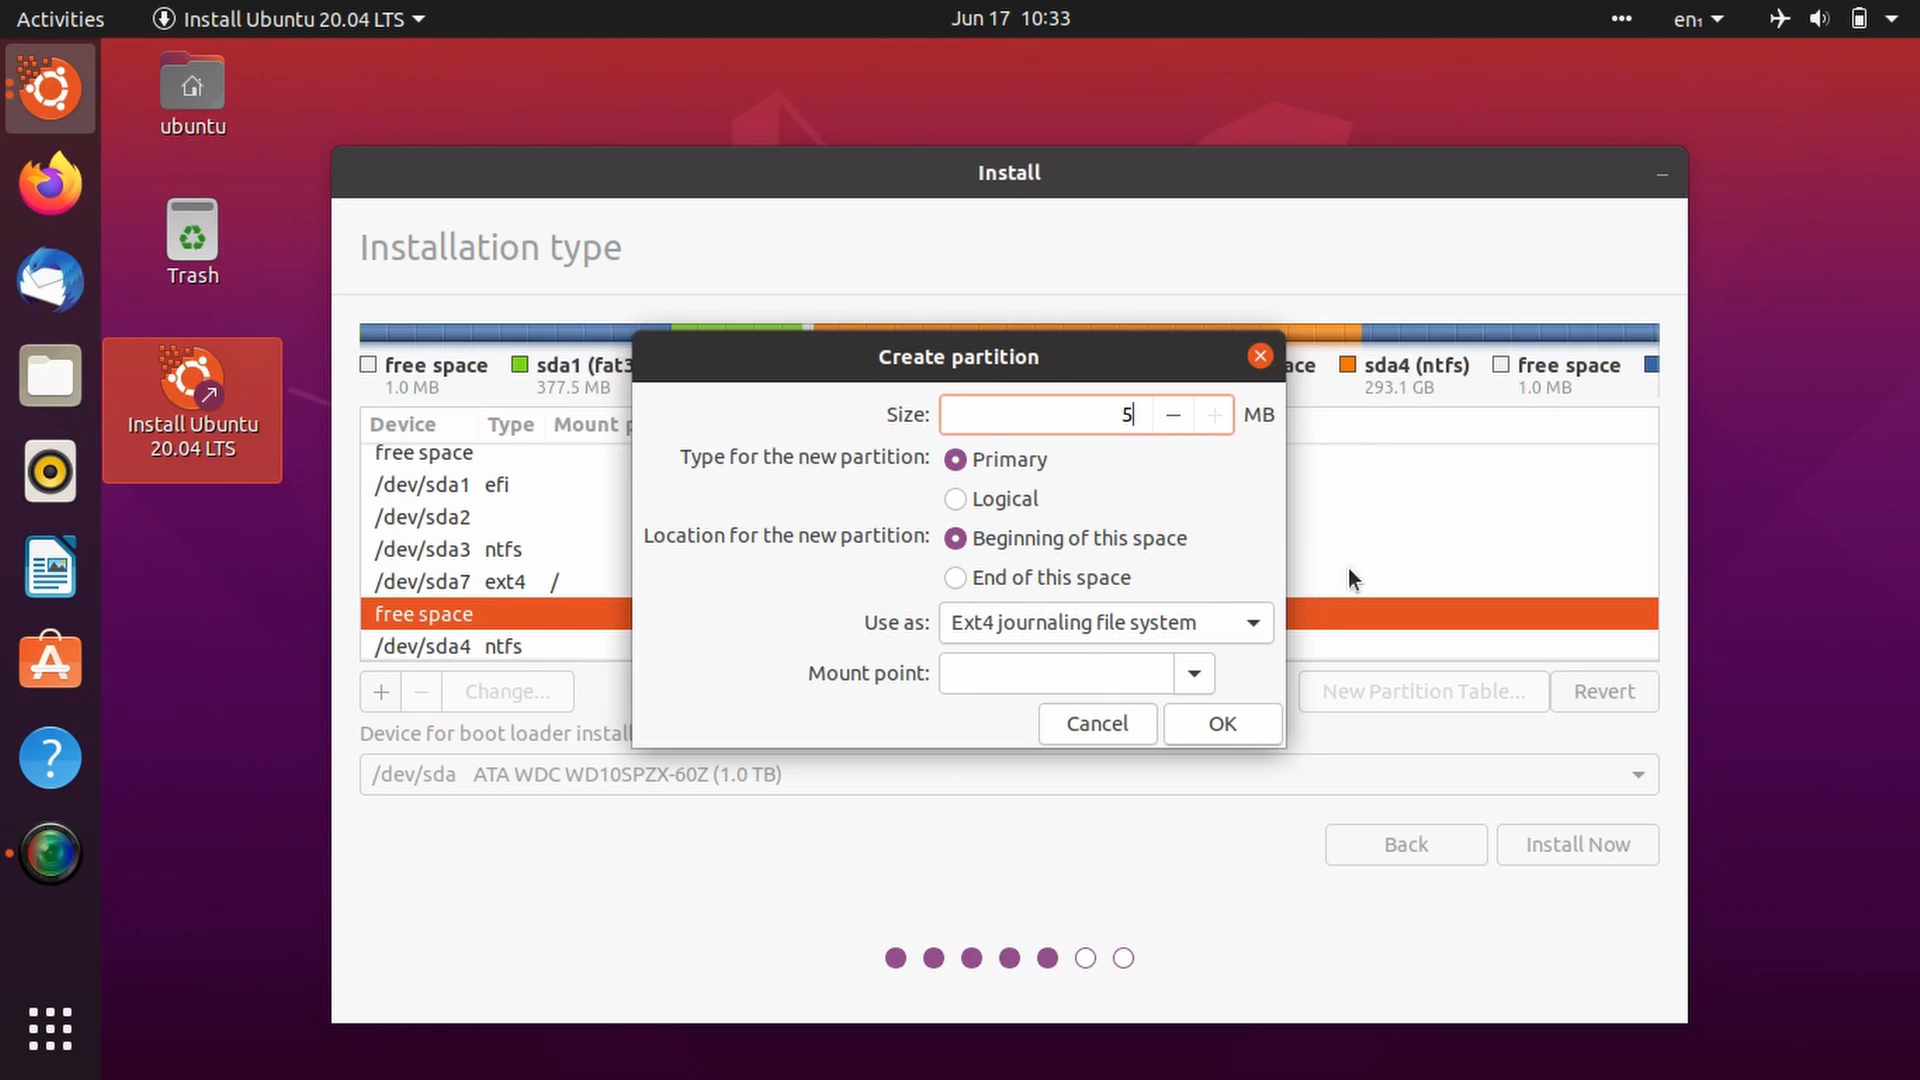 Activities
Install Ubuntu 20.04 LTS
Jun 17 10:33
en₁
ubuntu
Trash
Install Ubuntu
20.04 LTS
Install
Installation type
free space
1.0 MB
sda1 (fat3
377.5 MB
sda4 (ntfs)
293.1 GB
free space
1.0 MB
Device Type Mount
free space
/dev/sda1 efi
/dev/sda2
/dev/sda3 ntfs
/dev/sda7 ext4 /
free space
/dev/sda4 ntfs
+ − Change...
New Partition Table... Revert
Device for boot loader install
/dev/sda ATA WDC WD10SPZX-60Z (1.0 TB)
Back
Install Now
Create partition
Size: 5 − + MB
Type for the new partition: Primary
Logical
Location for the new partition: Beginning of this space
End of this space
Use as: Ext4 journaling file system
Mount point:
Cancel
OK